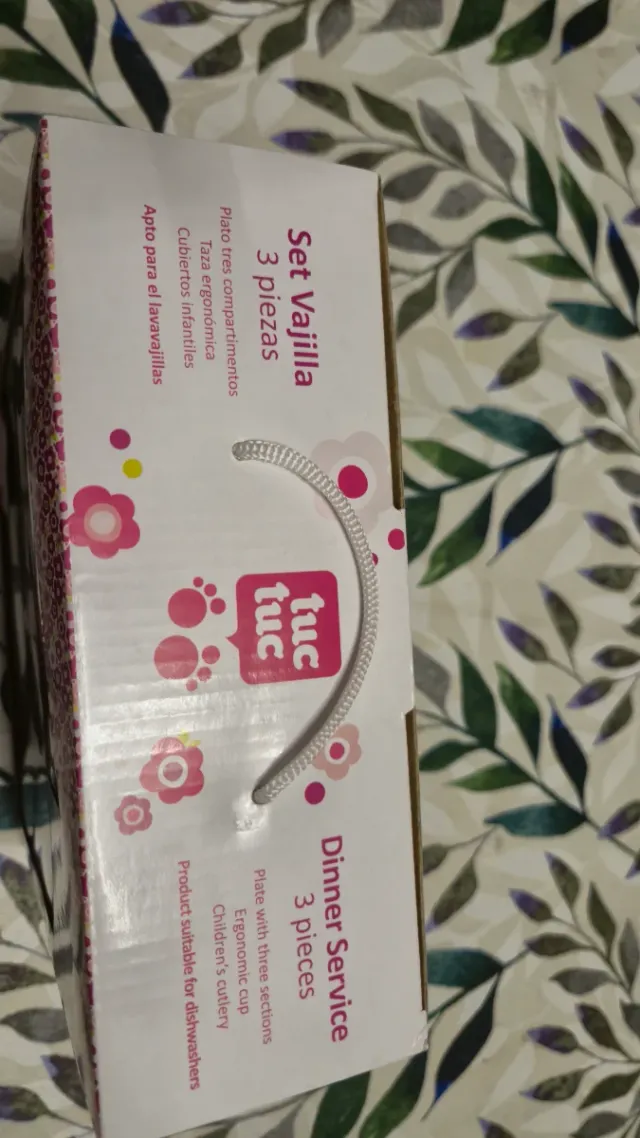 Set Vajilla
3 piezas
Plato tres compartimentos
Taza ergonómica
Cubiertos infantiles
Apto para el lavavajillas
tuc
tuc
Dinner Service
3 pieces
Plate with three sections
Ergonomic cup
Children's cutlery
Product suitable for dishwashers